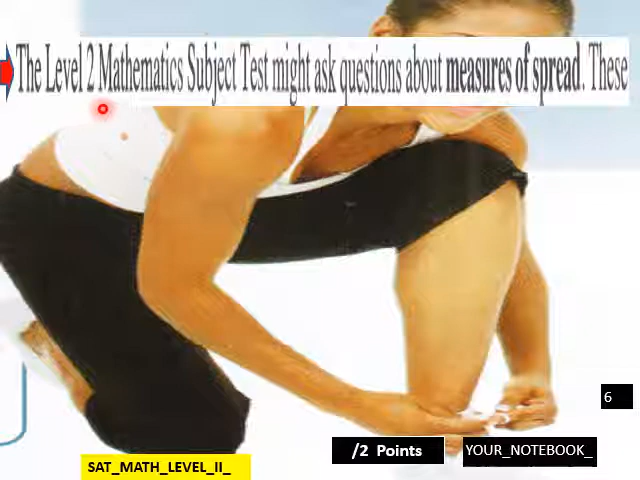 The Level 2 Mathematics Subject Test might ask questions about measures of spread. These
6
/2 Points
YOUR_NOTEBOOK_
SAT_MATH_LEVEL_II_